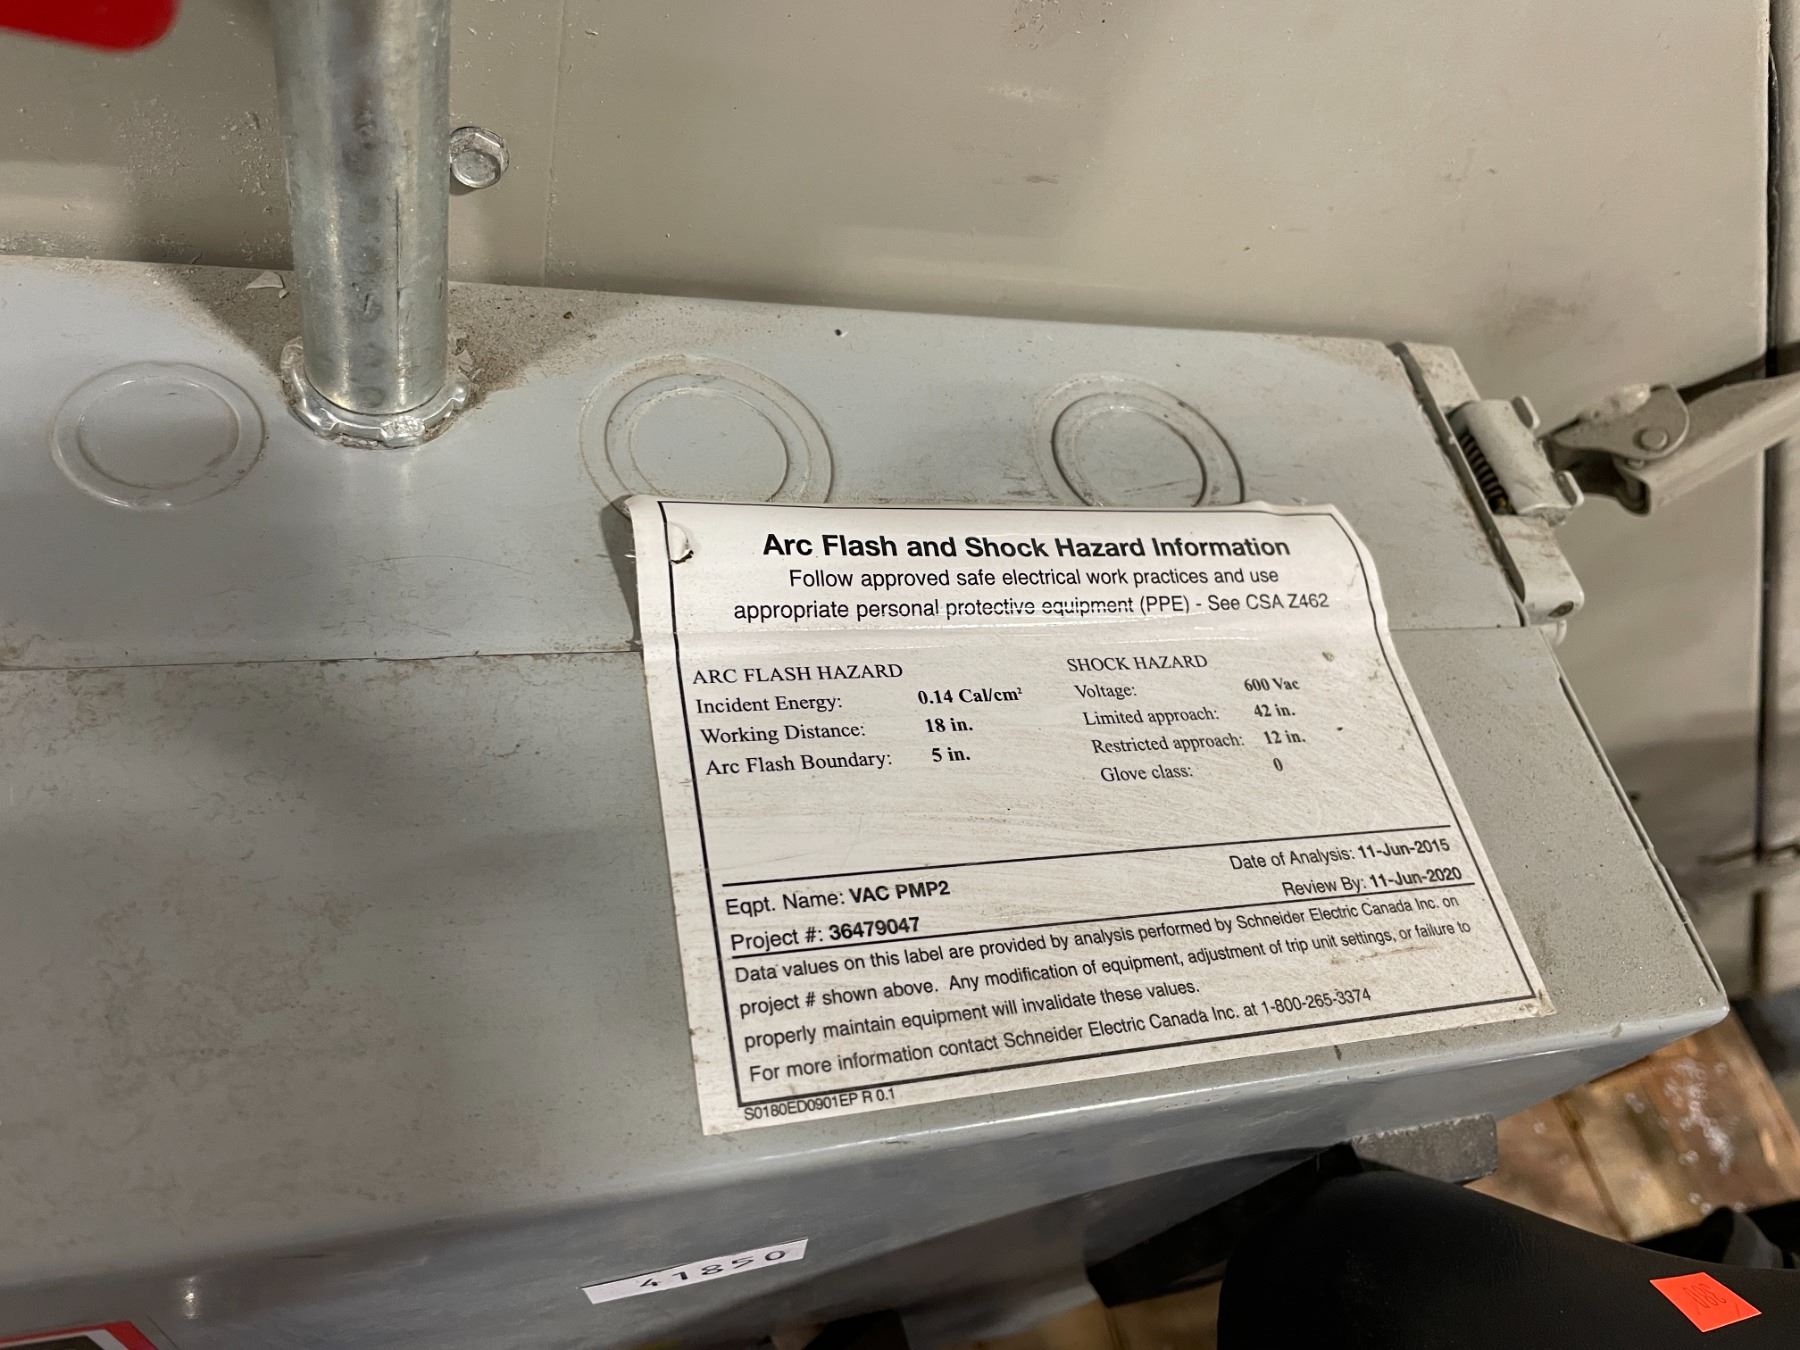 Arc Flash and Shock Hazard Information
Follow approved safe electrical work practices and use
appropriate personal protective equipment (PPE) - See CSA Z462
ARC FLASH HAZARD
Incident Energy: 0.14 Cal/cm²
Working Distance: 18 in.
Arc Flash Boundary: 5 in.
SHOCK HAZARD
Voltage: 600 Vac
Limited approach: 42 in.
Restricted approach: 12 in.
Glove class: 0
Eqpt. Name: VAC PMP2
Project #: 36479047
Date of Analysis: 11-Jun-2015
Review By: 11-Jun-2020
Data values on this label are provided by analysis performed by Schneider Electric Canada Inc. on
project # shown above. Any modification of equipment, adjustment of trip unit settings, or failure to
properly maintain equipment will invalidate these values.
For more information contact Schneider Electric Canada Inc. at 1-800-265-3374
S0180ED0901EP R 0.1
41850